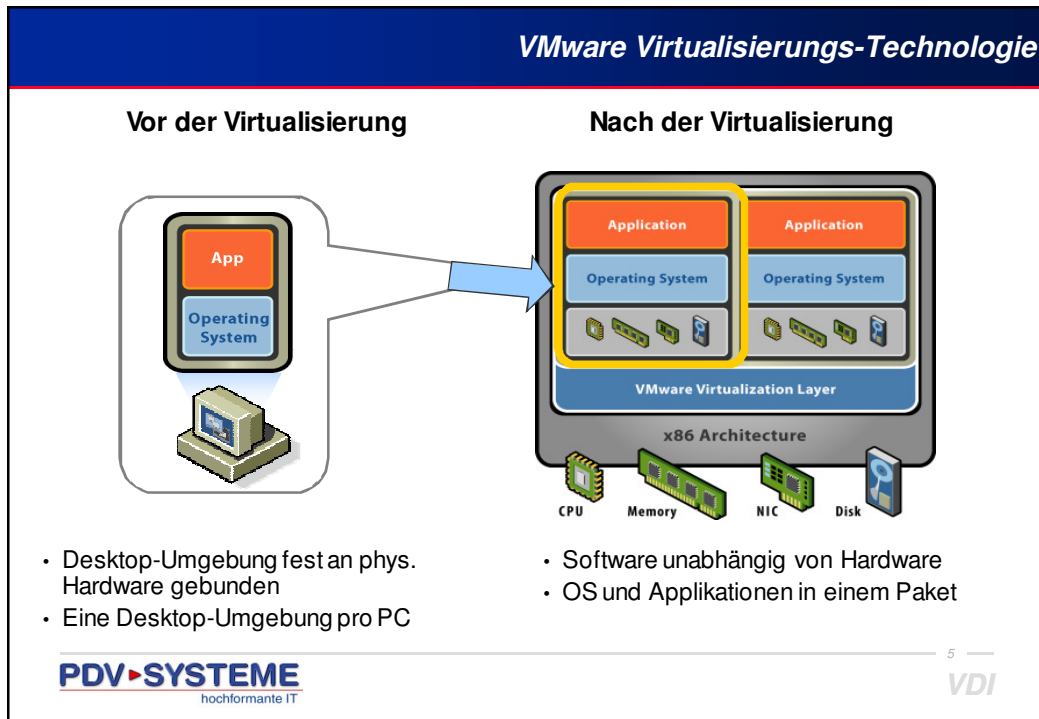 VMware Virtualisierungs-Technologie
Vor der Virtualisierung
Nach der Virtualisierung
App
Operating
System
Application
Application
Operating System
Operating System
VMware Virtualization Layer
x86 Architecture
CPU
Memory
NIC
Disk
• Desktop-Umgebung fest an phys.
Hardware gebunden
• Eine Desktop-Umgebung pro PC
• Software unabhängig von Hardware
• OS und Applikationen in einem Paket
PDV SYSTEME
hochformante IT
5
VDI